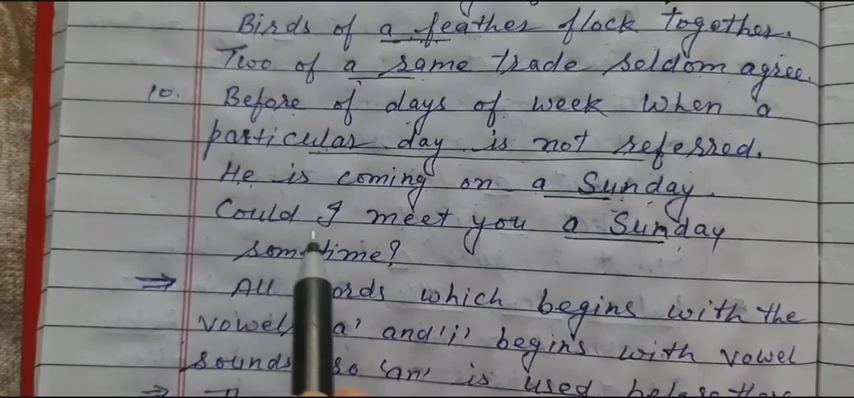 Birds of a feather flock together.
Two of a same trade seldom agree.
10. Before of days of week when a
particular day is not referred.
He is coming on a Sunday.
Could I meet you a Sunday
sometime?
⇒ All which begins with the
vowel 'a' and 'i' begins with vowel
sounds so 'an' is used before